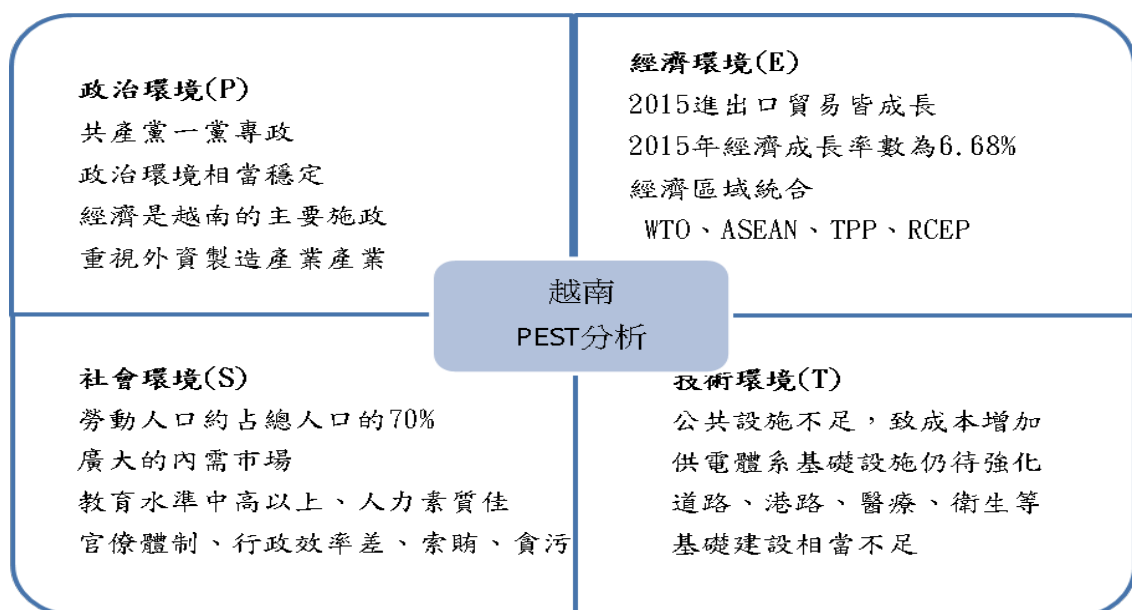 政治環境(P)
共產黨一黨專政
政治環境相當穩定
經濟是越南的主要施政
重視外資製造產業產業
經濟環境(E)
2015進出口貿易皆成長
2015年經濟成長率數為6.68%
經濟區域統合
WTO、ASEAN、TPP、RCEP
越南
PEST分析
社會環境(S)
勞動人口約占總人口的70%
廣大的內需市場
教育水準中高以上、人力素質佳
官僚體制、行政效率差、索賄、貪污
技術環境(T)
公共設施不足，致成本增加
供電體系基礎設施仍待強化
道路、港路、醫療、衛生等
基礎建設相當不足